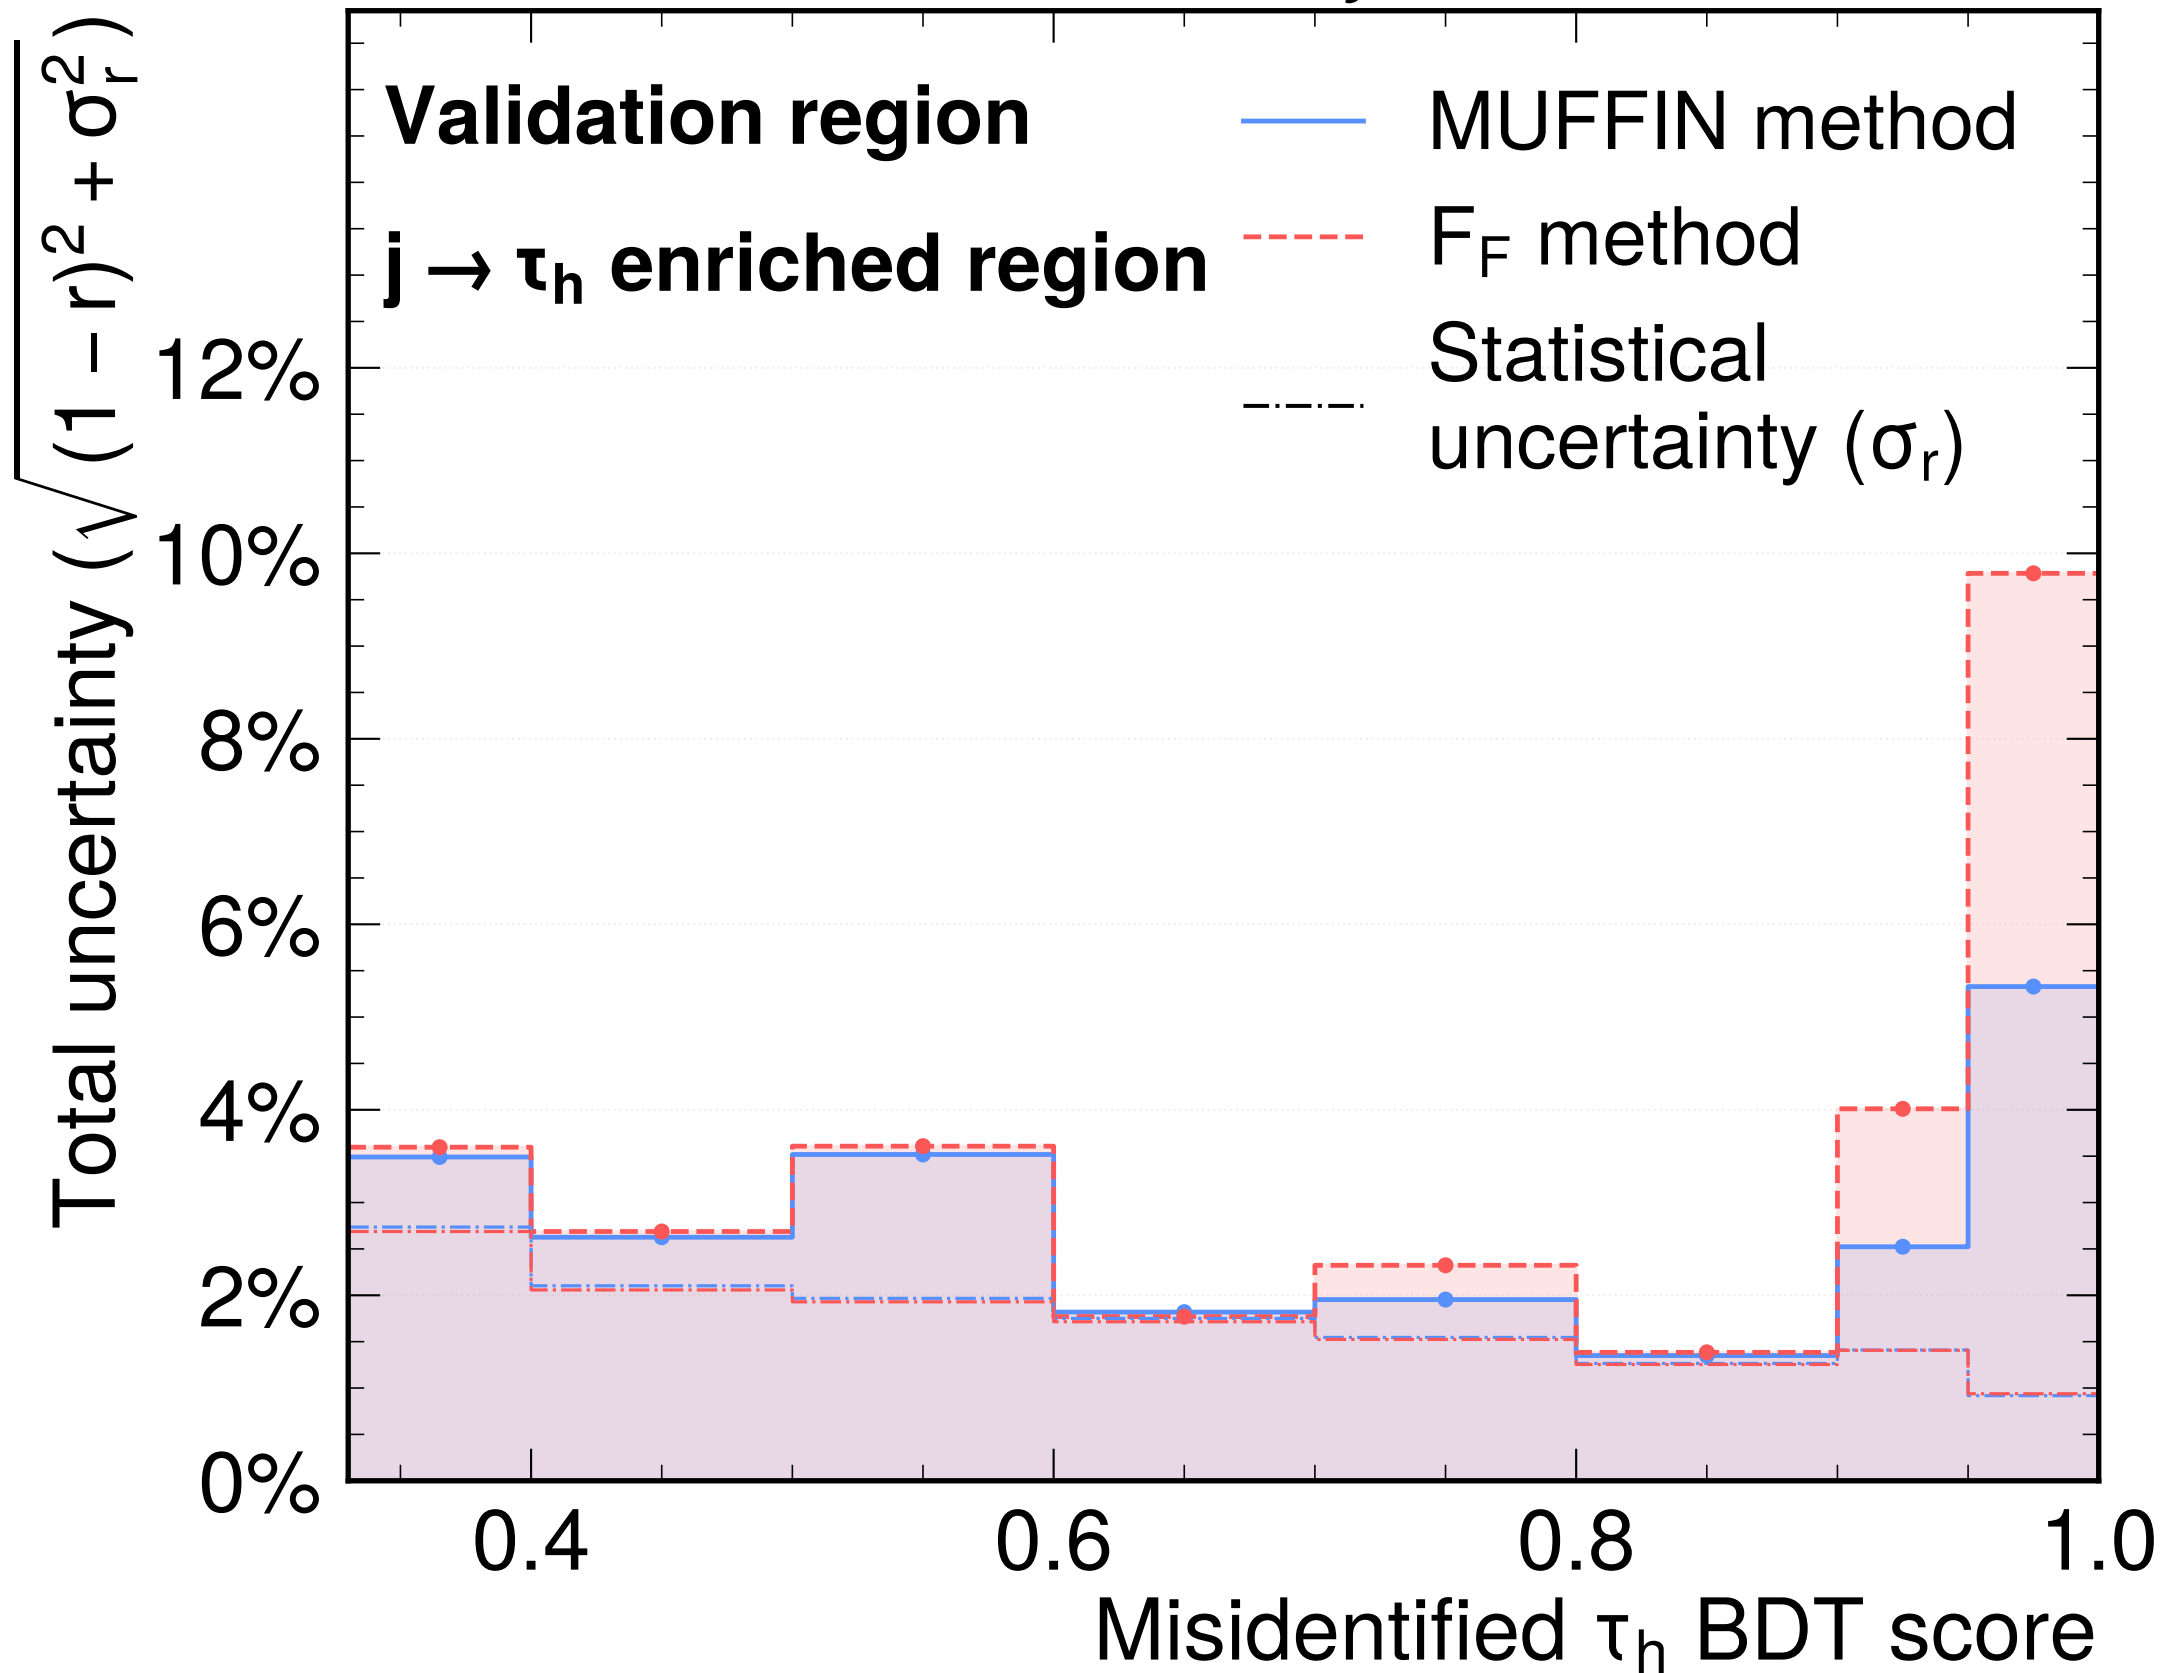 Total uncertainty (√(1 − r)² + σᵣ²)
Validation region
j → τₕ enriched region
MUFFIN method
F_F method
Statistical
uncertainty (σᵣ)
12%
10%
8%
6%
4%
2%
0%
0.4 0.6 0.8 1.0
Misidentified τₕ BDT score